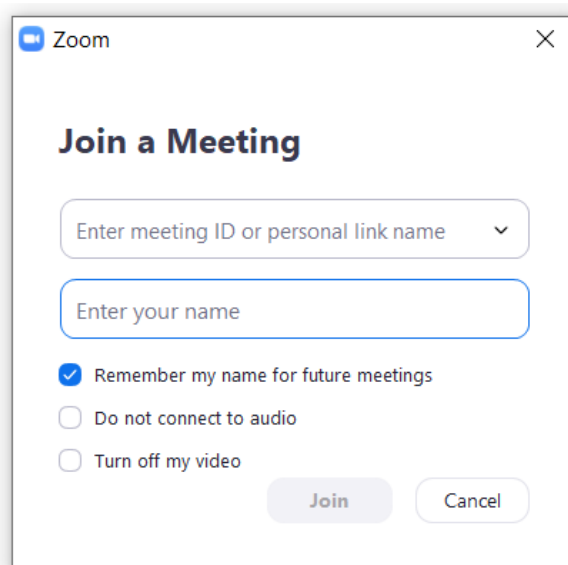 Zoom
Join a Meeting
Enter meeting ID or personal link name
Enter your name
Remember my name for future meetings
Do not connect to audio
Turn off my video
Join Cancel